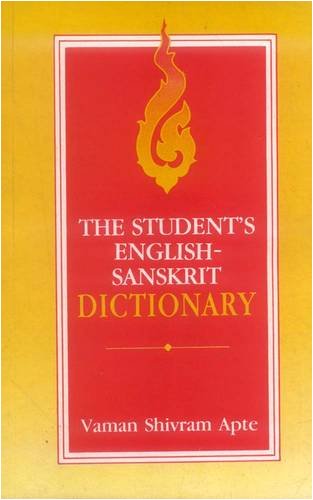 THE STUDENT'S
ENGLISH-
SANSKRIT
DICTIONARY
Vaman Shivram Apte